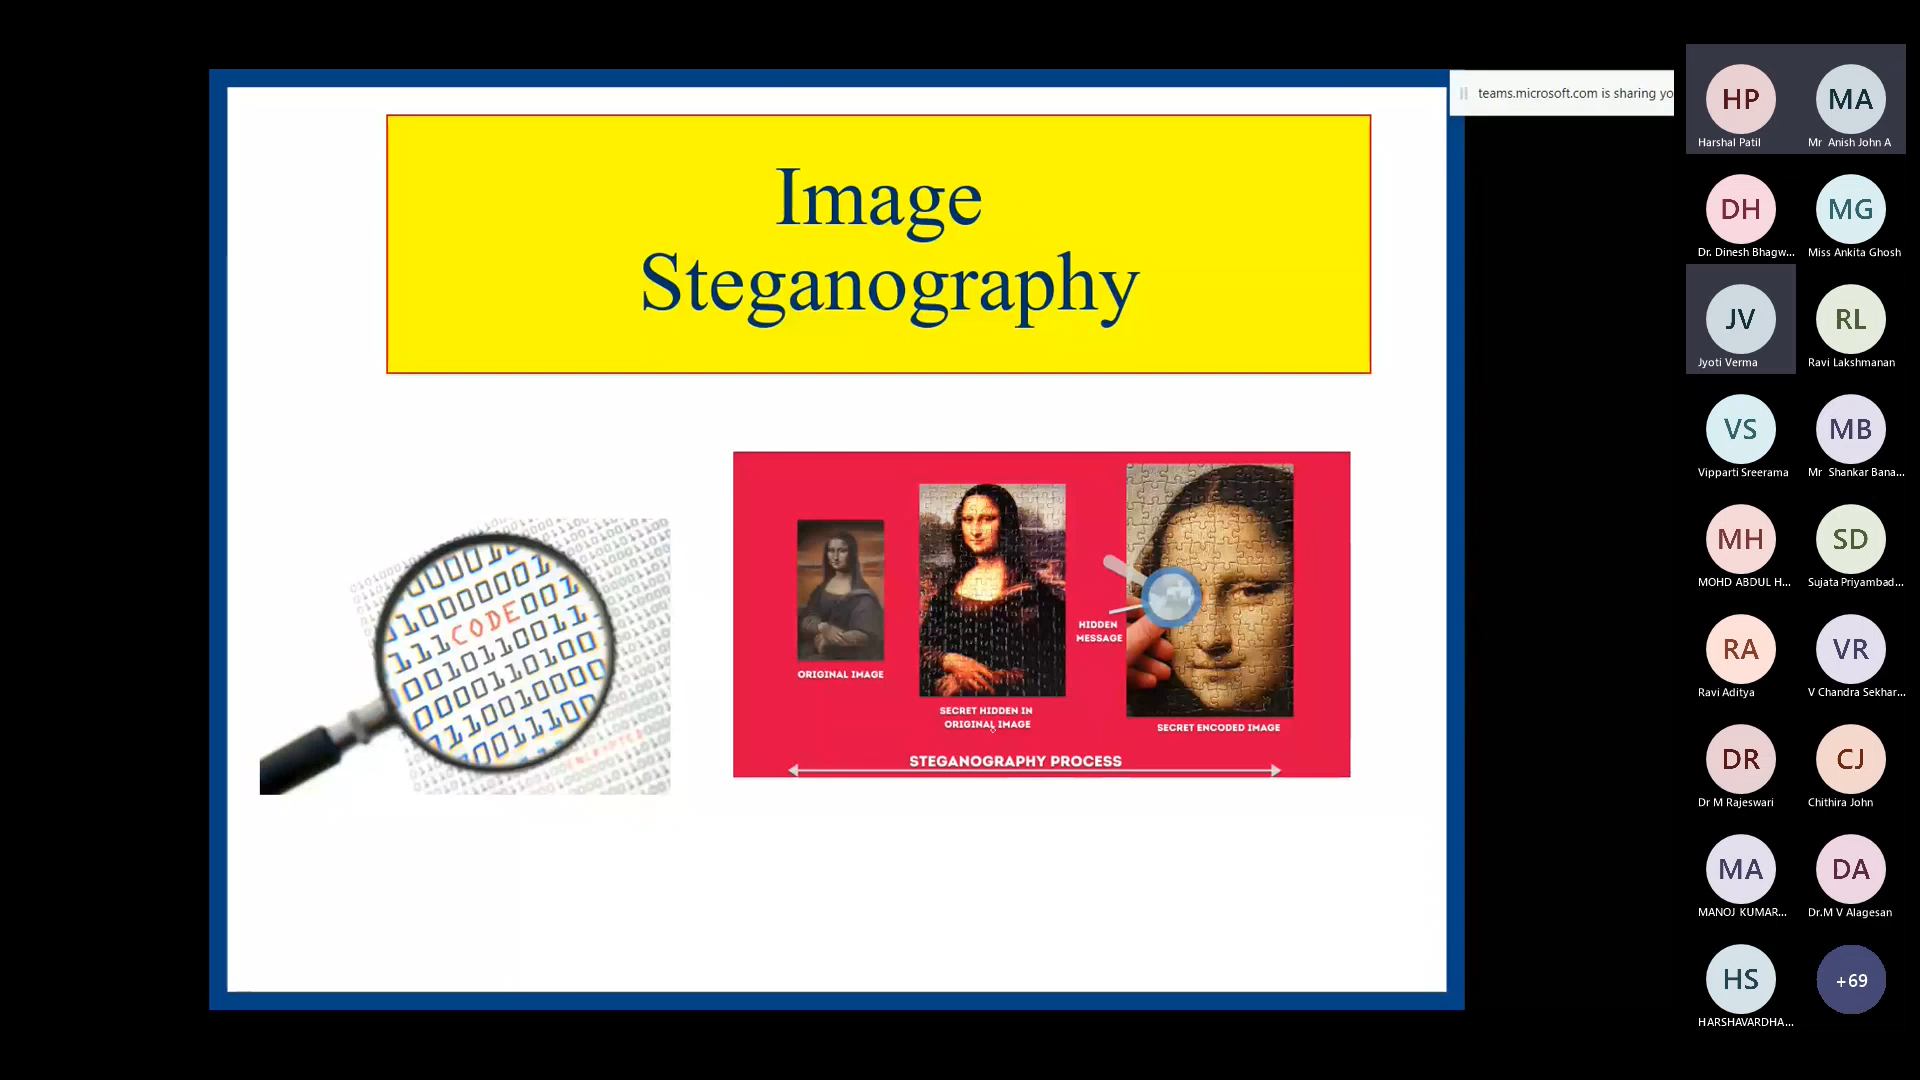 Image
Steganography
teams.microsoft.com is sharing yo
CODE
ORIGINAL IMAGE
SECRET HIDDEN IN
ORIGINAL IMAGE
HIDDEN
MESSAGE
SECRET ENCODED IMAGE
STEGANOGRAPHY PROCESS
HP
MA
Harshal Patil
Mr Anish John A
DH
MG
Dr. Dinesh Bhagw...
Miss Ankita Ghosh
JV
RL
Jyoti Verma
Ravi Lakshmanan
VS
MB
Vipparti Sreerama
Mr Shankar Bana...
MH
SD
MOHD ABDUL H...
Sujata Priyambad...
RA
VR
Ravi Aditya
V Chandra Sekhar...
DR
CJ
Dr M Rajeswari
Chithira John
MA
DA
MANOJ KUMAR...
Dr.M V Alagesan
HS
+69
HARSHAVARDHA...